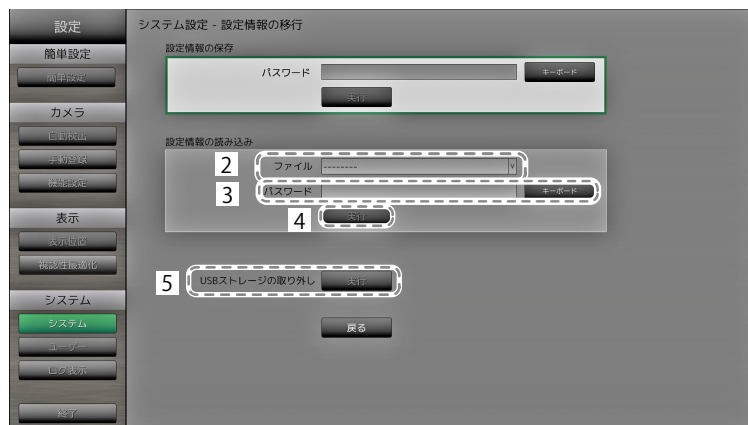 設定
簡単設定
簡単設定
カメラ
自動検出
手動登録
機能設定
表示
表示位置
視認性最適化
システム
システム
ユーザー
ログ表示
終了
システム設定 - 設定情報の移行
設定情報の保存
パスワード
キーボード
実行
設定情報の読み込み
2
ファイル --------
3
パスワード
キーボード
4
実行
5
USBストレージの取り外し 実行
戻る